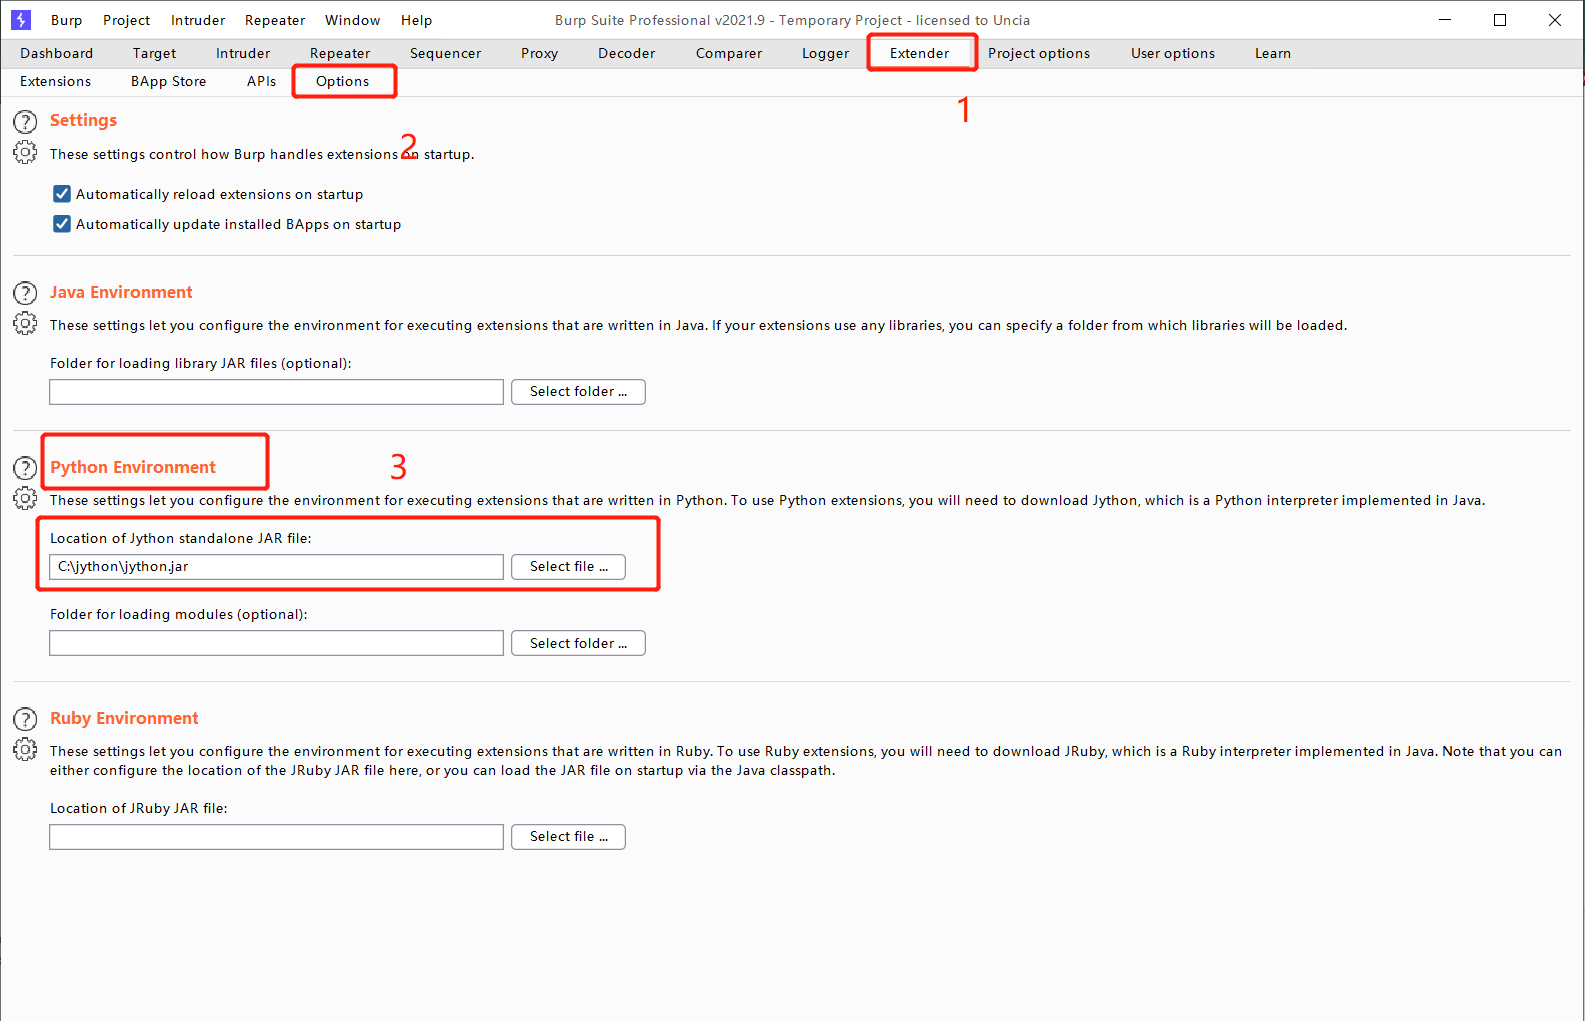 Burp Project Intruder Repeater Window Help Burp Suite Professional v2021.9 - Temporary Project - licensed to Uncia
Dashboard Target Intruder Repeater Sequencer Proxy Decoder Comparer Logger Extender Project options User options Learn
Extensions BApp Store APIs Options
1
Settings
2
These settings control how Burp handles extensions on startup.
Automatically reload extensions on startup
Automatically update installed BApps on startup
Java Environment
These settings let you configure the environment for executing extensions that are written in Java. If your extensions use any libraries, you can specify a folder from which libraries will be loaded.
Folder for loading library JAR files (optional):
Select folder ...
Python Environment
3
These settings let you configure the environment for executing extensions that are written in Python. To use Python extensions, you will need to download Jython, which is a Python interpreter implemented in Java.
Location of Jython standalone JAR file:
C:\jython\jython.jar Select file ...
Folder for loading modules (optional):
Select folder ...
Ruby Environment
These settings let you configure the environment for executing extensions that are written in Ruby. To use Ruby extensions, you will need to download JRuby, which is a Ruby interpreter implemented in Java. Note that you can
either configure the location of the JRuby JAR file here, or you can load the JAR file on startup via the Java classpath.
Location of JRuby JAR file:
Select file ...